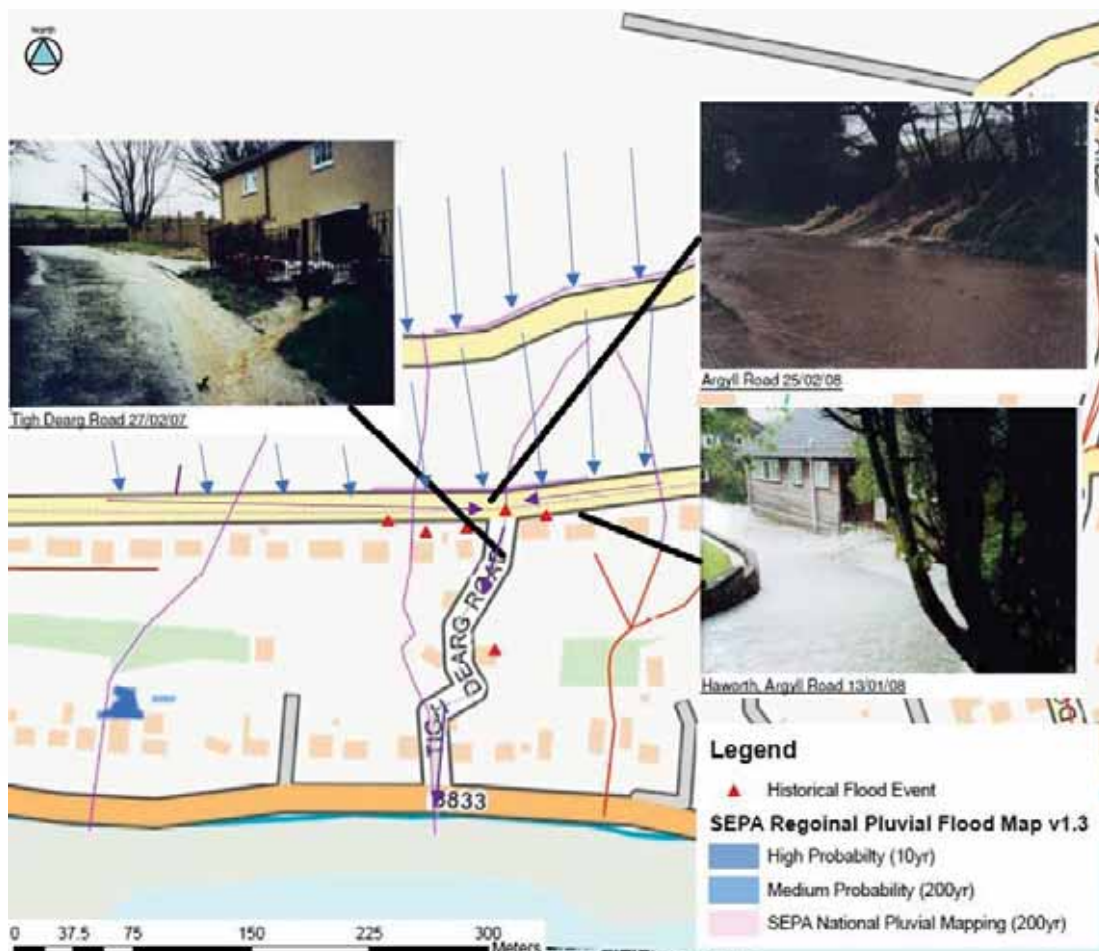 North
Tigh Dearg Road 27/02/07
Argyll Road 25/02/08
Haworth, Argyll Road 13/01/08
TIGH DEARG ROAD
B833
Legend
Historical Flood Event
SEPA Regoinal Pluvial Flood Map v1.3
High Probabilty (10yr)
Medium Probability (200yr)
SEPA National Pluvial Mapping (200yr)
0 37.5 75 150 225 300
Meters